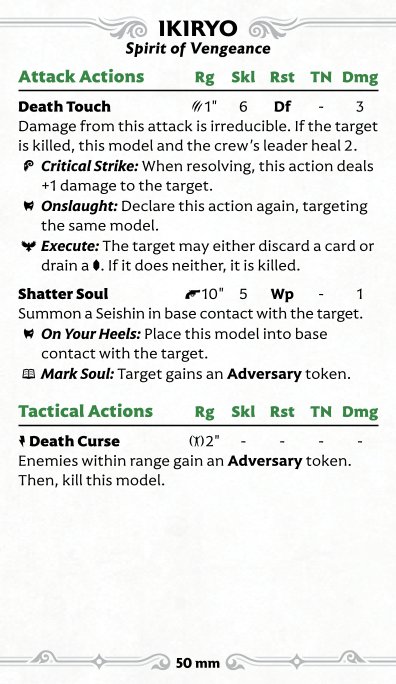 IKIRYO
Spirit of Vengeance
Attack Actions Rg Skl Rst TN Dmg
Death Touch 1" 6 Df - 3
Damage from this attack is irreducible. If the target
is killed, this model and the crew's leader heal 2.
Critical Strike: When resolving, this action deals
+1 damage to the target.
Onslaught: Declare this action again, targeting
the same model.
Execute: The target may either discard a card or
drain a . If it does neither, it is killed.
Shatter Soul 10" 5 Wp - 1
Summon a Seishin in base contact with the target.
On Your Heels: Place this model into base
contact with the target.
Mark Soul: Target gains an Adversary token.
Tactical Actions Rg Skl Rst TN Dmg
Death Curse 2" - - - -
Enemies within range gain an Adversary token.
Then, kill this model.
50 mm